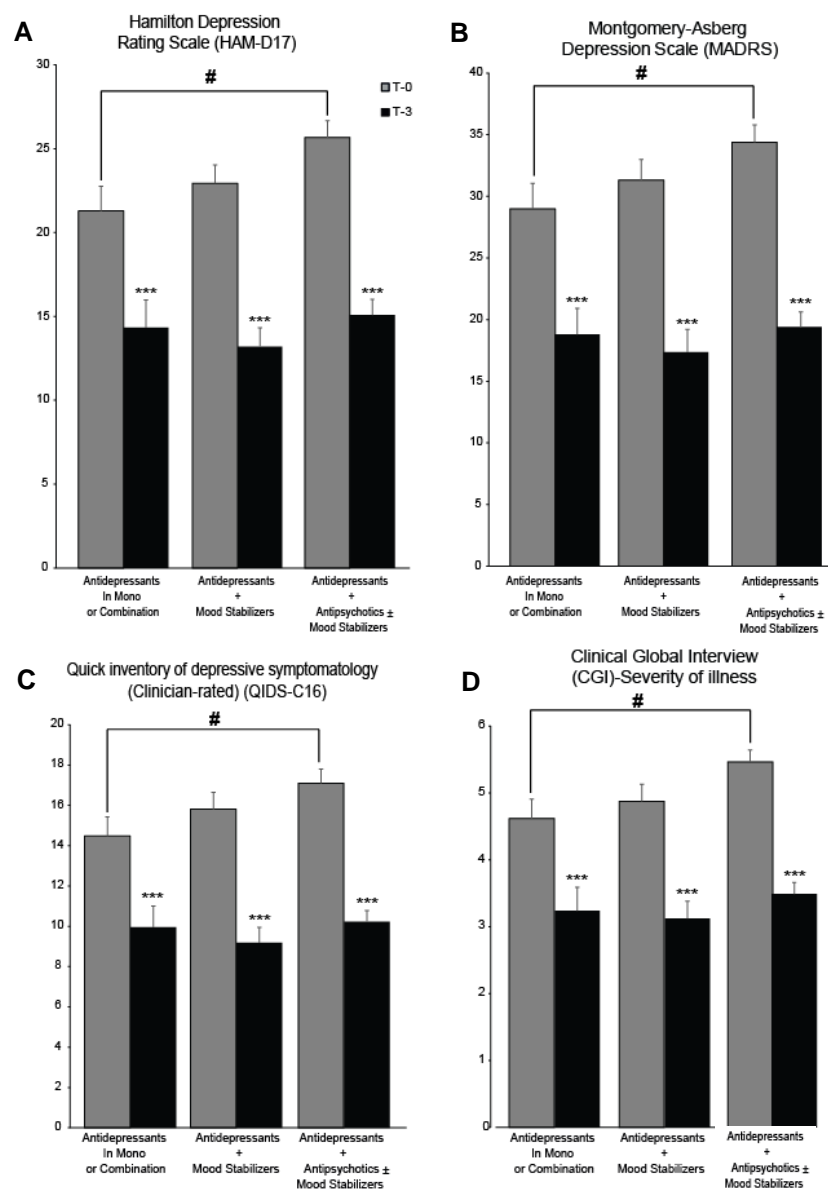 A
Hamilton Depression
Rating Scale (HAM-D17)
30
25
20
15
10
5
0
#
T-0
T-3
***
***
***
Antidepressants
In Mono
or Combination
Antidepressants
+
Mood Stabilizers
Antidepressants
+
Antipsychotics ±
Mood Stabilizers
B
Montgomery-Asberg
Depression Scale (MADRS)
40
35
30
25
20
15
10
5
0
#
***
***
***
Antidepressants
In Mono
or Combination
Antidepressants
+
Mood Stabilizers
Antidepressants
+
Antipsychotics ±
Mood Stabilizers
C
Quick inventory of depressive symptomatology
(Clinician-rated) (QIDS-C16)
20
18
16
14
12
10
8
6
4
2
0
#
***
***
***
Antidepressants
In Mono
or Combination
Antidepressants
+
Mood Stabilizers
Antidepressants
+
Antipsychotics ±
Mood Stabilizers
D
Clinical Global Interview
(CGI)-Severity of illness
6
5
4
3
2
1
0
#
***
***
***
Antidepressants
In Mono
or Combination
Antidepressants
+
Mood Stabilizers
Antidepressants
+
Antipsychotics ±
Mood Stabilizers